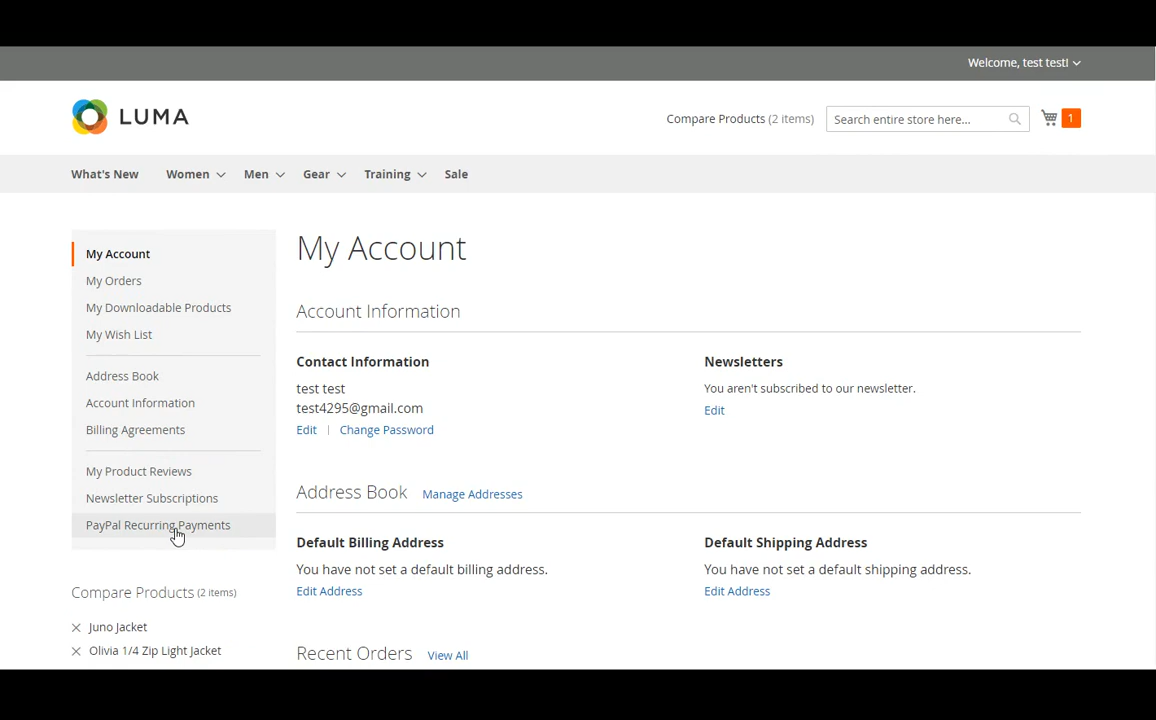 Welcome, test test!
LUMA
Compare Products (2 items)
Search entire store here...
1
What's New
Women
Men
Gear
Training
Sale
My Account
My Orders
My Downloadable Products
My Wish List
Address Book
Account Information
Billing Agreements
My Product Reviews
Newsletter Subscriptions
PayPal Recurring Payments
Compare Products (2 items)
Juno Jacket
Olivia 1/4 Zip Light Jacket
My Account
Account Information
Contact Information
test test
test4295@gmail.com
Edit | Change Password
Newsletters
You aren't subscribed to our newsletter.
Edit
Address Book Manage Addresses
Default Billing Address
You have not set a default billing address.
Edit Address
Default Shipping Address
You have not set a default shipping address.
Edit Address
Recent Orders View All